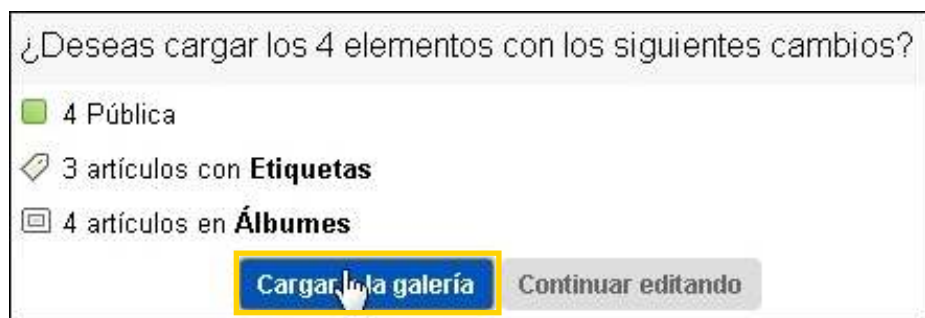 ¿Deseas cargar los 4 elementos con los siguientes cambios?
4 Pública
3 artículos con Etiquetas
4 artículos en Álbumes
Cargar la galería Continuar editando